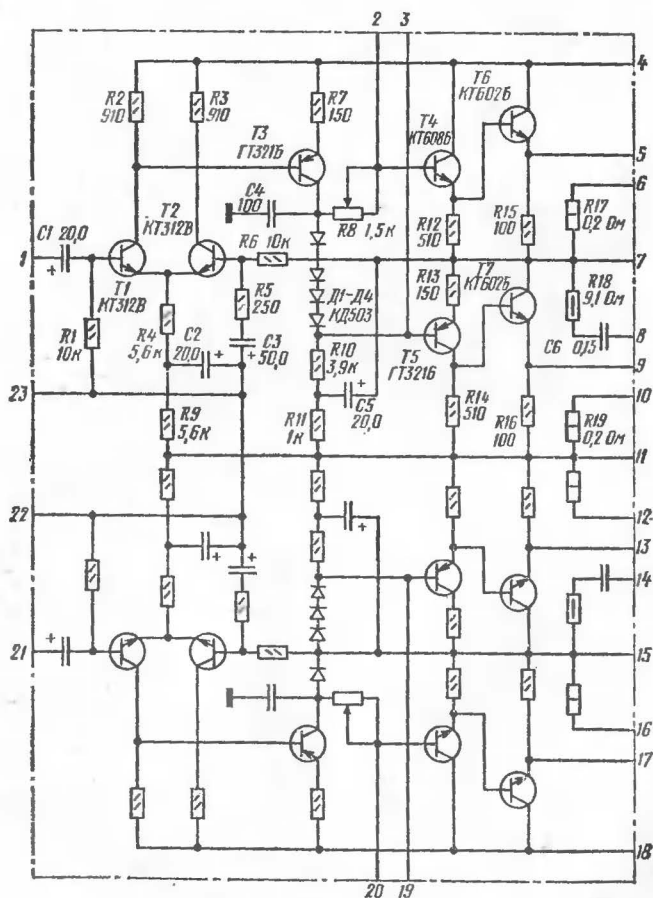 2 3
T6
КТ602Б
4
R2
910
R3
910
R7
150
T3
ГТ321Б
T4
КТ608Б
5
6
C4
100
R17
0,2 Ом
R12
510
R15
100
R8 1,5к
T2
КТ312В
C1 20,0
+
R6 10к
1
7
T1
КТ312В
R5
250
R13
150
T7
КТ602Б
R18
9,1 Ом
Д1-Д4
КД503
R1
10к
R4
5,6к
C2
20,0
C3
50,0
+
+
C6 0,15
8
R10
3,9к
T5
ГТ321Б
9
23
R14
510
10
C5
20,0
+
R9
5,6к
R11
1к
R16
100
R19
0,2 Ом
11
22
12
+
13
+
+
14
21
+
15
16
17
18
20 19